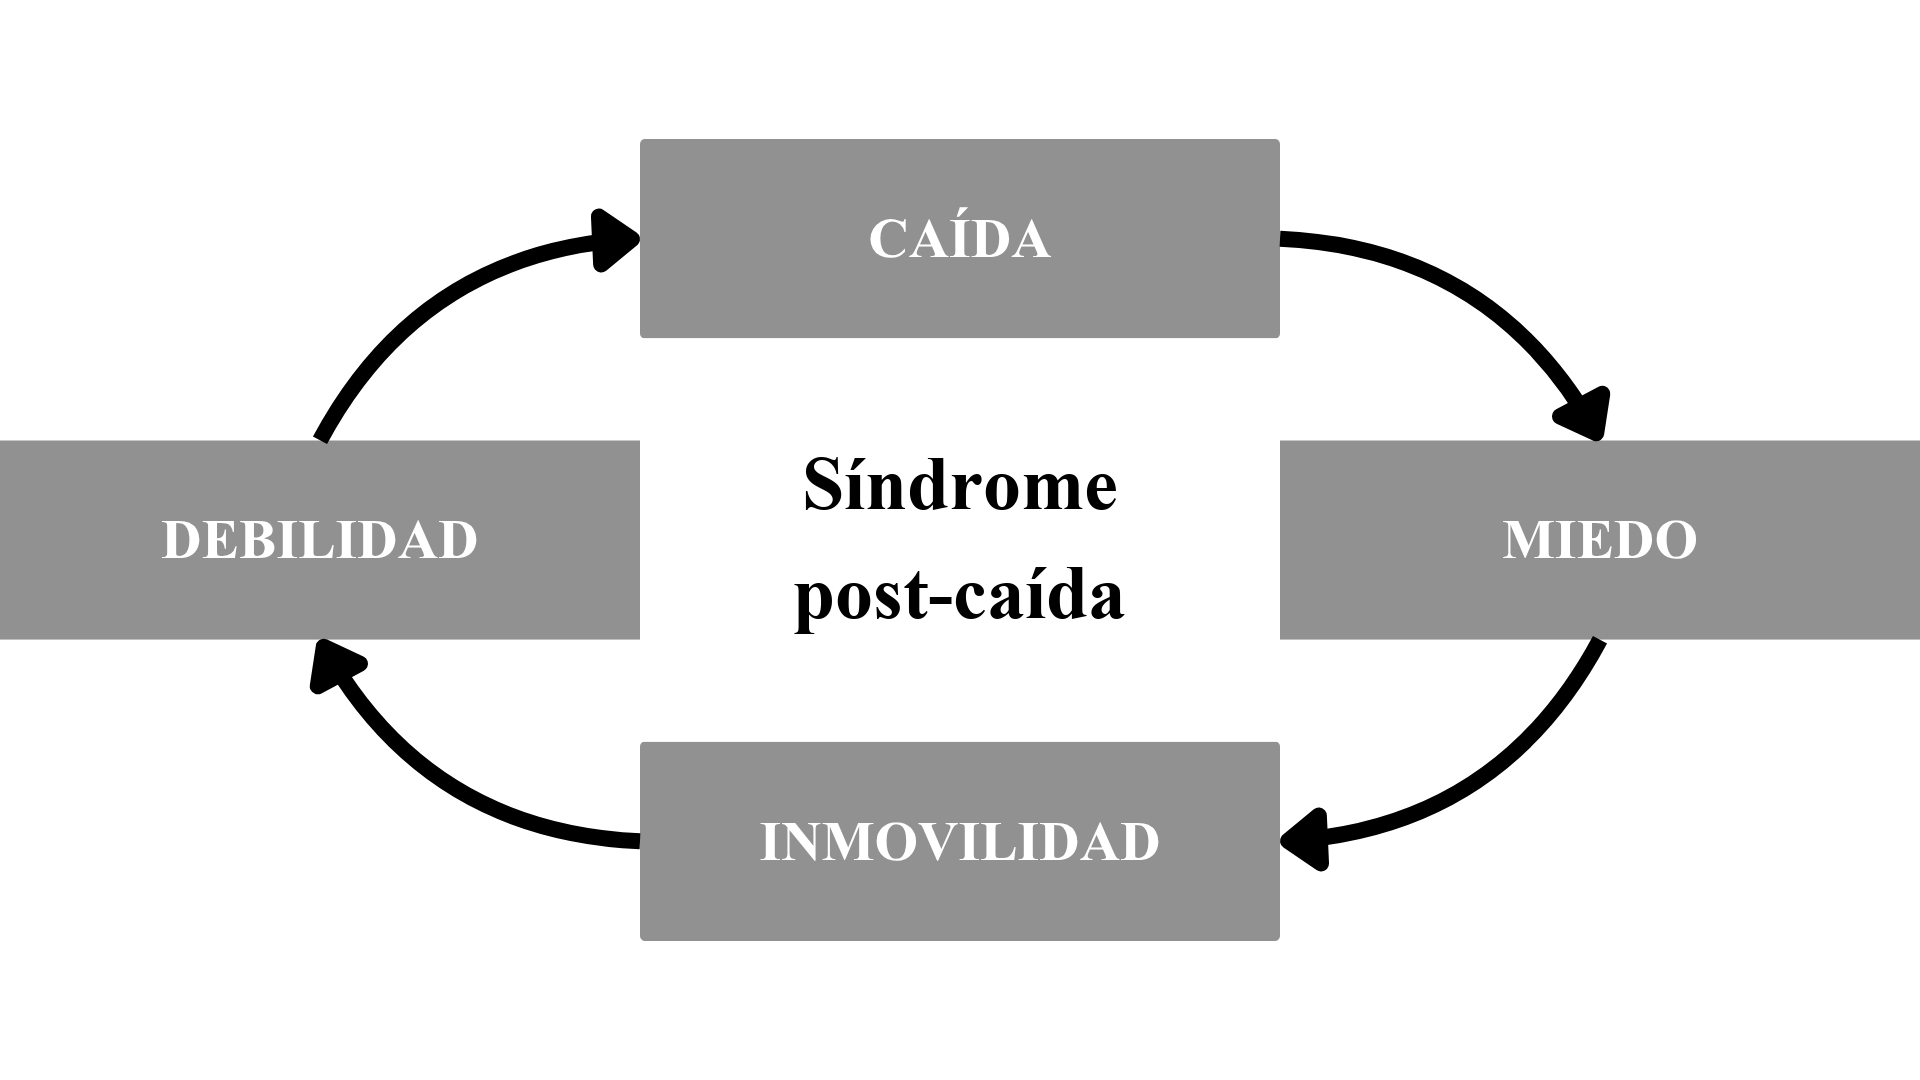 CAÍDA
DEBILIDAD
Síndrome
post-caída
MIEDO
INMOVILIDAD